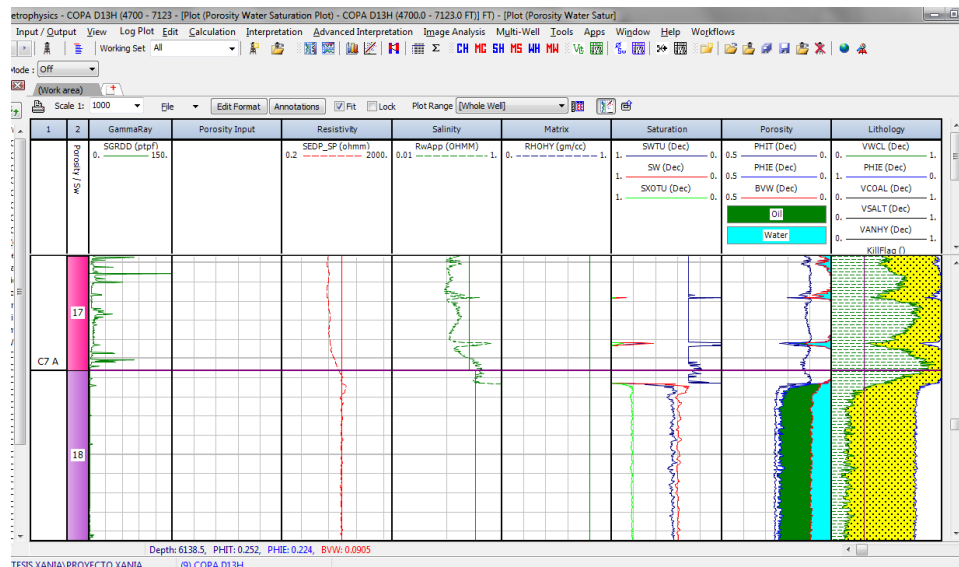 etrophysics - COPA D13H (4700 - 7123 - [Plot (Porosity Water Saturation Plot) - COPA D13H (4700.0 - 7123.0 FT)] FT) - [Plot (Porosity Water Satur]
Input / Output View Log Plot Edit Calculation Interpretation Advanced Interpretation Image Analysis Multi-Well Tools Apps Window Help Workflows
Working Set All Σ CH MC SH MS WH MW
Mode : Off
(Work area)
Scale 1: 1000 File Edit Format Annotations Fit Lock Plot Range [Whole Well]
1 2 GammaRay Porosity Input Resistivity Salinity Matrix Saturation Porosity Lithology
Porosity / Sw
SGRDD (ptpf)
0. 150.
SEDP_SP (ohmm)
0.2 2000.
RwApp (OHMM)
0.01 1.
RHOHY (gm/cc)
0. 1.
SWTU (Dec)
1. 0.
SW (Dec)
1. 0.
SXOTU (Dec)
1. 0.
PHIT (Dec)
0.5 0.
PHIE (Dec)
0.5 0.
BVW (Dec)
0.5 0.
Oil
Water
VWCL (Dec)
0. 1.
PHIE (Dec)
1. 0.
VCOAL (Dec)
0. 1.
VSALT (Dec)
0. 1.
VANHY (Dec)
0. 1.
KillFlag ()
17
C7 A
18
Depth: 6138.5, PHIT: 0.252, PHIE: 0.224, BVW: 0.0905
TESIS XANIA\PROYECTO XANIA (9) COPA D13H